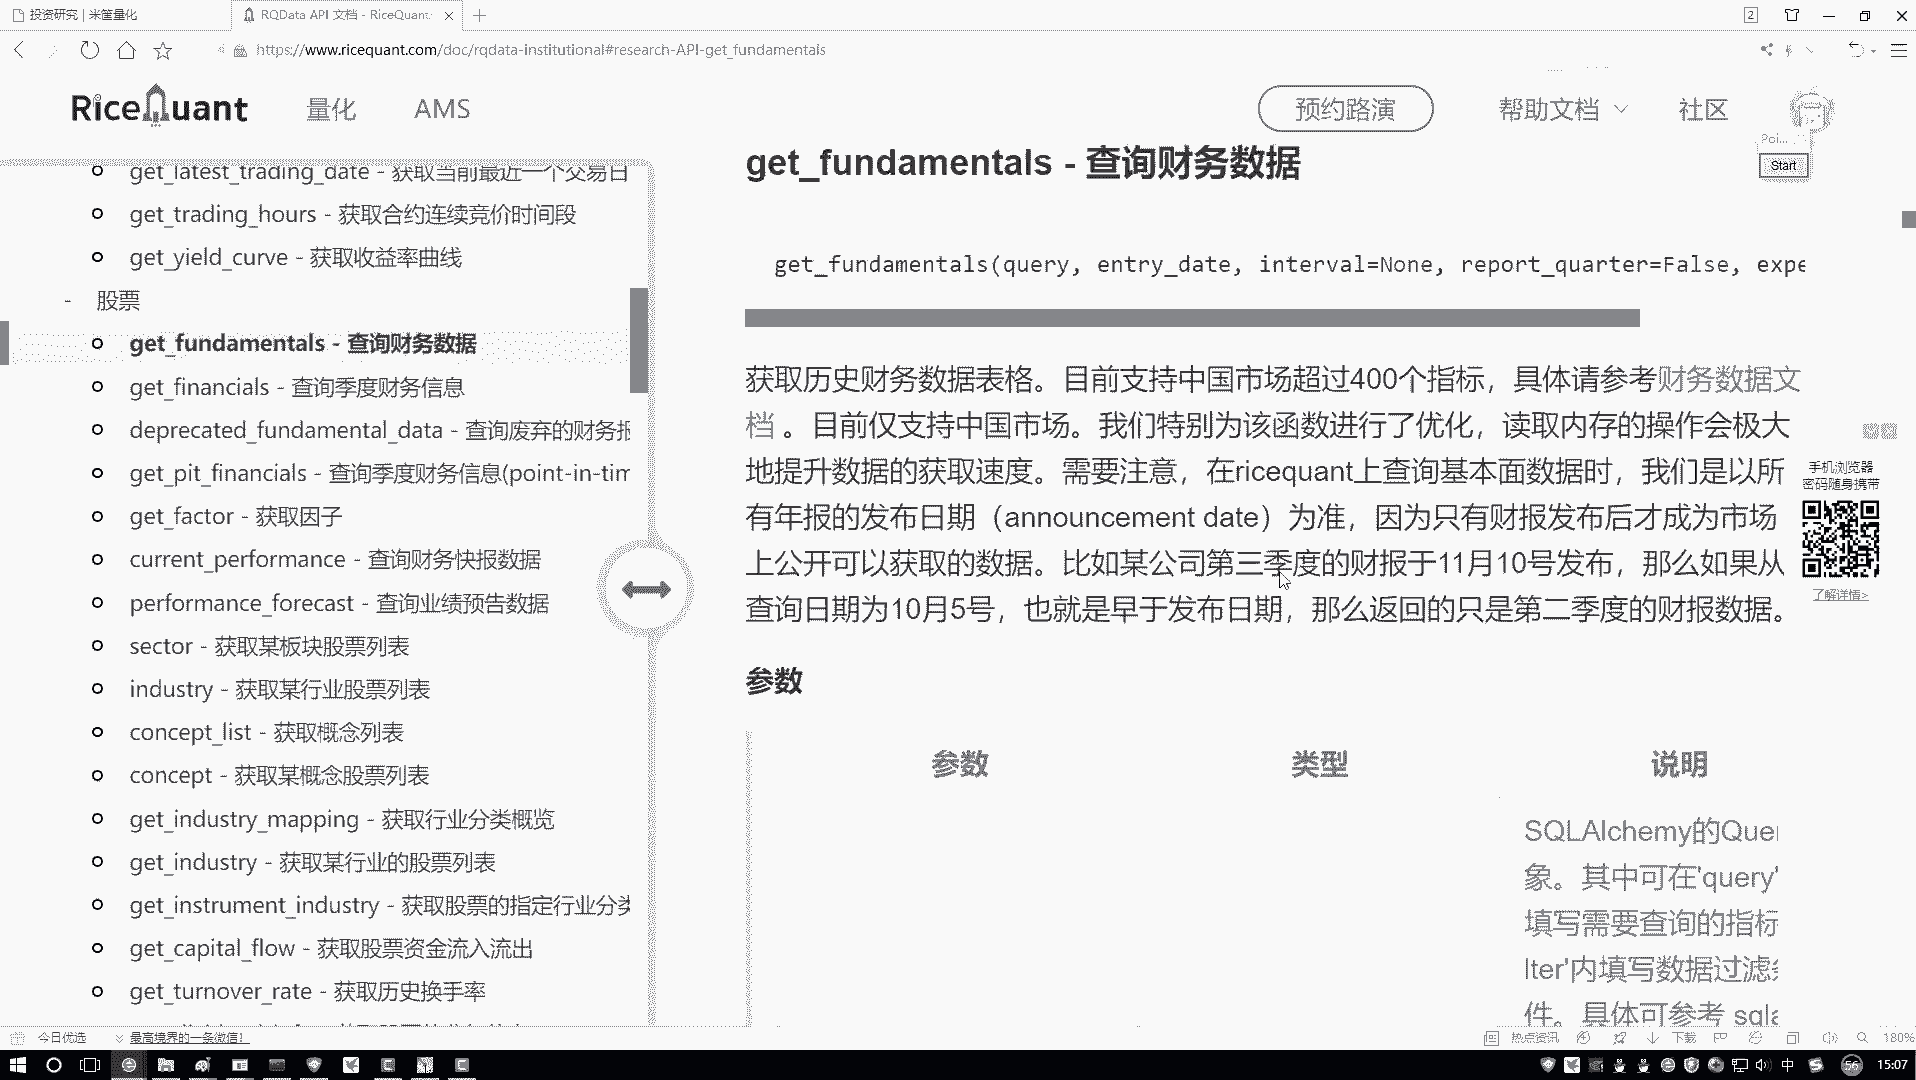 投资研究 | 米筐量化
RQData API 文档 - RiceQuant
2
https://www.ricequant.com/doc/rqdata-institutional#research-API-get_fundamentals
RiceQuant
量化
AMS
预约路演
帮助文档
社区
Poi...
Start
get_latest_trading_date - 获取当前最近一个交易日
get_trading_hours - 获取合约连续竞价时间段
get_yield_curve - 获取收益率曲线
- 股票
get_fundamentals - 查询财务数据
get_financials - 查询季度财务信息
deprecated_fundamental_data - 查询废弃的财务报
get_pit_financials - 查询季度财务信息(point-in-tim
get_factor - 获取因子
current_performance - 查询财务快报数据
performance_forecast - 查询业绩预告数据
sector - 获取某板块股票列表
industry - 获取某行业股票列表
concept_list - 获取概念列表
concept - 获取某概念股票列表
get_industry_mapping - 获取行业分类概览
get_industry - 获取某行业的股票列表
get_instrument_industry - 获取股票的指定行业分类
get_capital_flow - 获取股票资金流入流出
get_turnover_rate - 获取历史换手率
get_fundamentals - 查询财务数据
get_fundamentals(query, entry_date, interval=None, report_quarter=False, expe
获取历史财务数据表格。目前支持中国市场超过400个指标，具体请参考财务数据文
档 。目前仅支持中国市场。我们特别为该函数进行了优化，读取内存的操作会极大
地提升数据的获取速度。需要注意，在ricequant上查询基本面数据时，我们是以所
有年报的发布日期（announcement date）为准，因为只有财报发布后才成为市场
上公开可以获取的数据。比如某公司第三季度的财报于11月10号发布，那么如果从
查询日期为10月5号，也就是早于发布日期，那么返回的只是第二季度的财报数据。
参数
参数 类型 说明
SQLAlchemy的Quer
象。其中可在'query'
填写需要查询的指标
lter'内填写数据过滤条
件。具体可参考 sqla
手机浏览器
密码随身携带
了解详情>
今日优选
最高境界的一条微信！
热点资讯
下载
180%
中
56
15:07